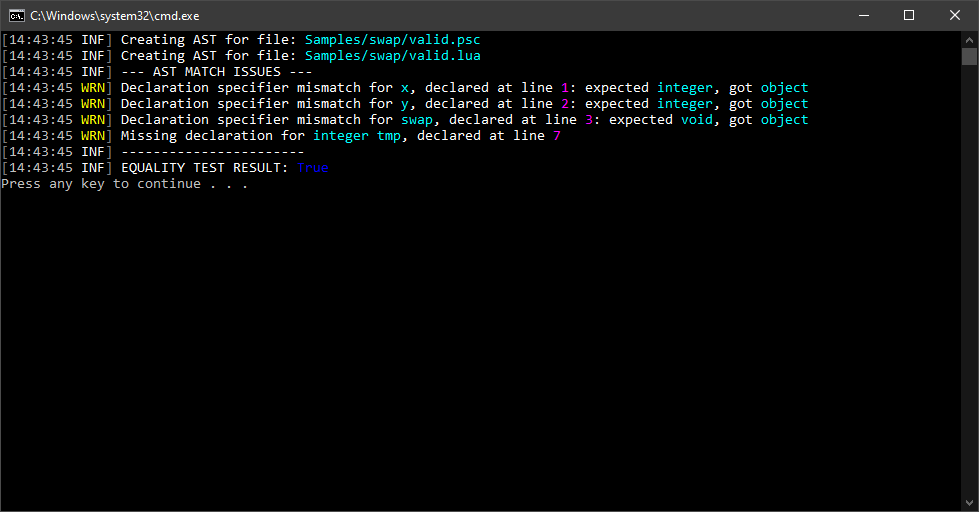 C:\Windows\system32\cmd.exe
[14:43:45 INF] Creating AST for file: Samples/swap/valid.psc
[14:43:45 INF] Creating AST for file: Samples/swap/valid.lua
[14:43:45 INF] --- AST MATCH ISSUES ---
[14:43:45 WRN] Declaration specifier mismatch for x, declared at line 1: expected integer, got object
[14:43:45 WRN] Declaration specifier mismatch for y, declared at line 2: expected integer, got object
[14:43:45 WRN] Declaration specifier mismatch for swap, declared at line 3: expected void, got object
[14:43:45 WRN] Missing declaration for integer tmp, declared at line 7
[14:43:45 INF] -----------------------
[14:43:45 INF] EQUALITY TEST RESULT: True
Press any key to continue . . .